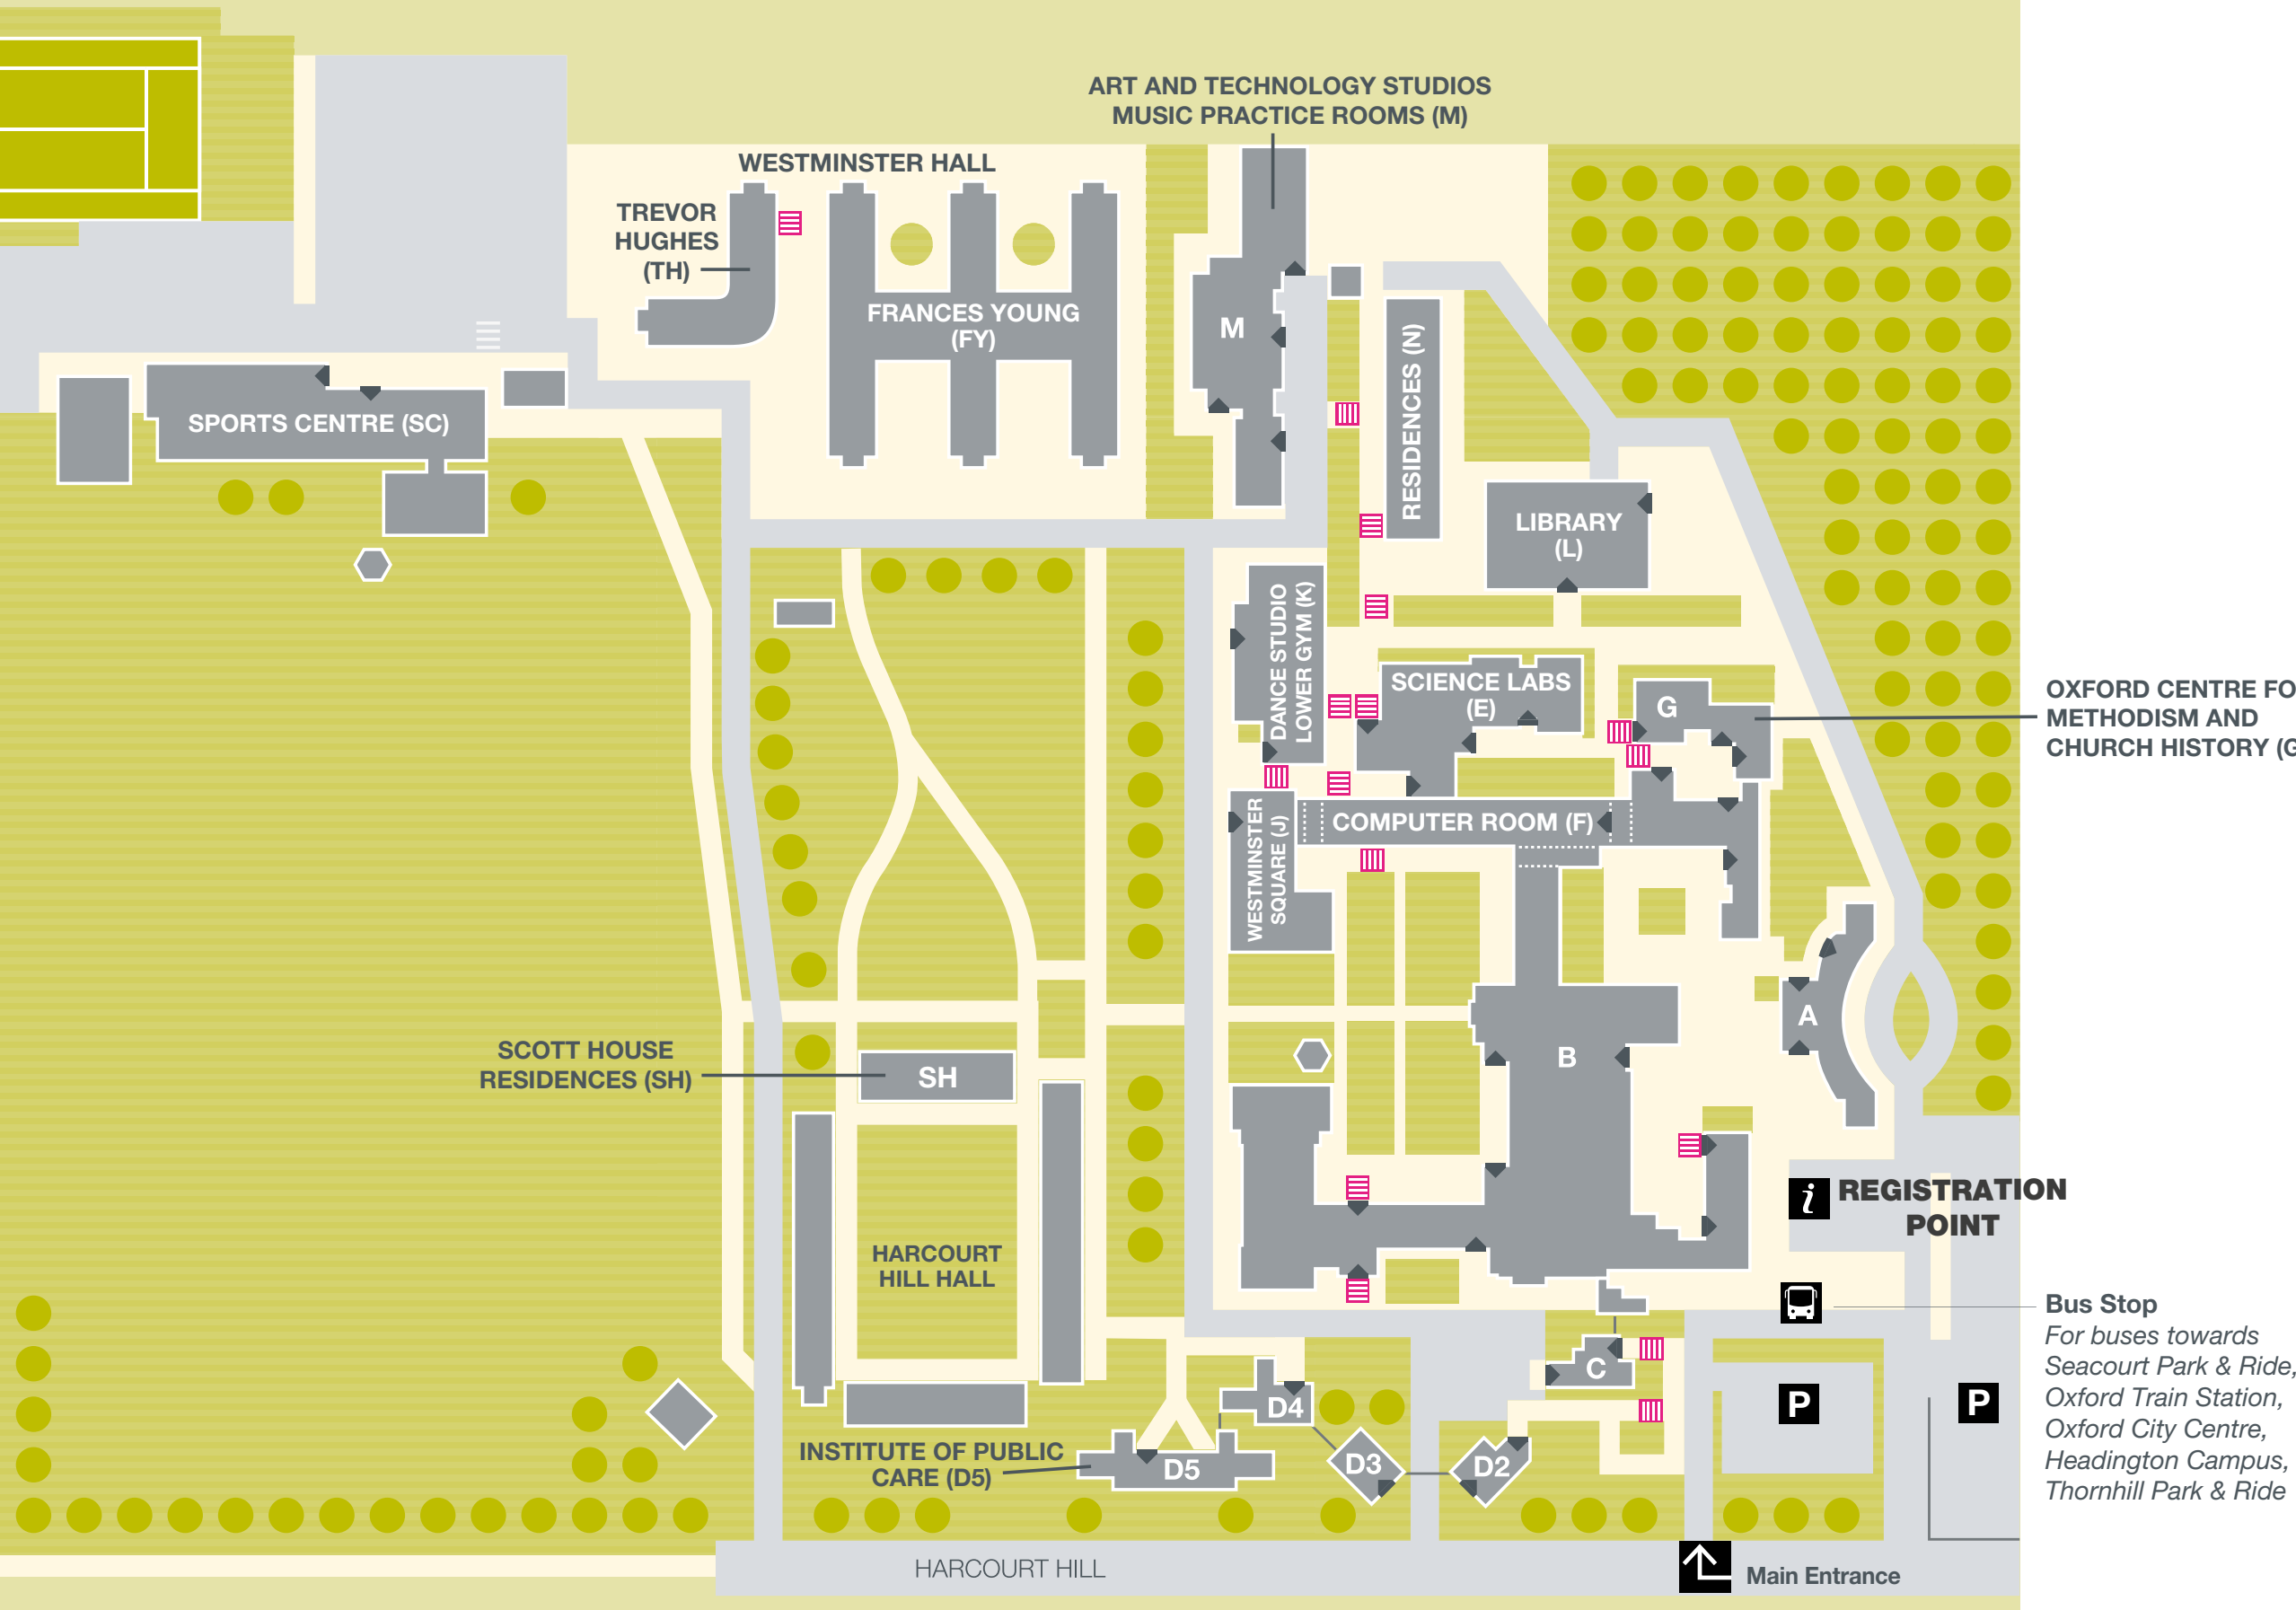 ART AND TECHNOLOGY STUDIOS
MUSIC PRACTICE ROOMS (M)
WESTMINSTER HALL
TREVOR
HUGHES
(TH)
FRANCES YOUNG
(FY)
M
RESIDENCES (N)
SPORTS CENTRE (SC)
LIBRARY
(L)
DANCE STUDIO
LOWER GYM (K)
SCIENCE LABS
(E)
G
OXFORD CENTRE FO
METHODISM AND
CHURCH HISTORY (G
COMPUTER ROOM (F)
WESTMINSTER
SQUARE (J)
A
B
SCOTT HOUSE
RESIDENCES (SH)
SH
i REGISTRATION
POINT
HARCOURT
HILL HALL
Bus Stop
For buses towards
Seacourt Park & Ride,
Oxford Train Station,
Oxford City Centre,
Headington Campus,
Thornhill Park & Ride
C
P
P
D4
INSTITUTE OF PUBLIC
CARE (D5)
D5
D3
D2
HARCOURT HILL
Main Entrance